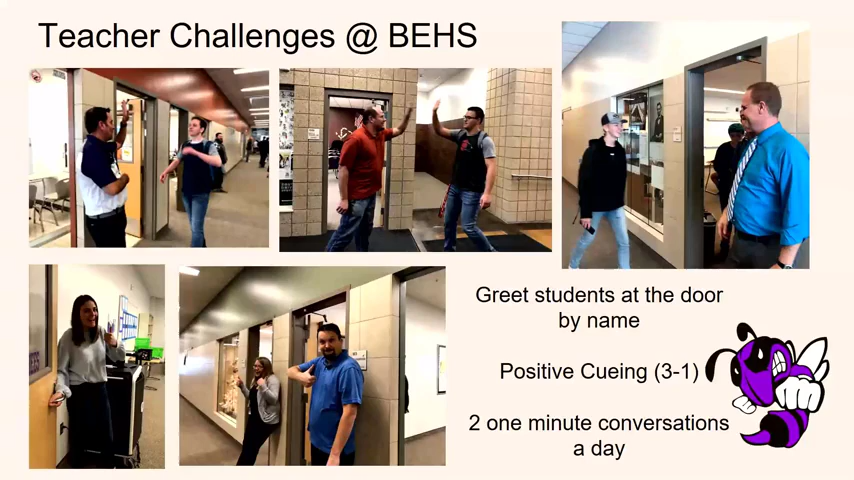 Teacher Challenges @ BEHS
Greet students at the door
by name
Positive Cueing (3-1)
2 one minute conversations
a day